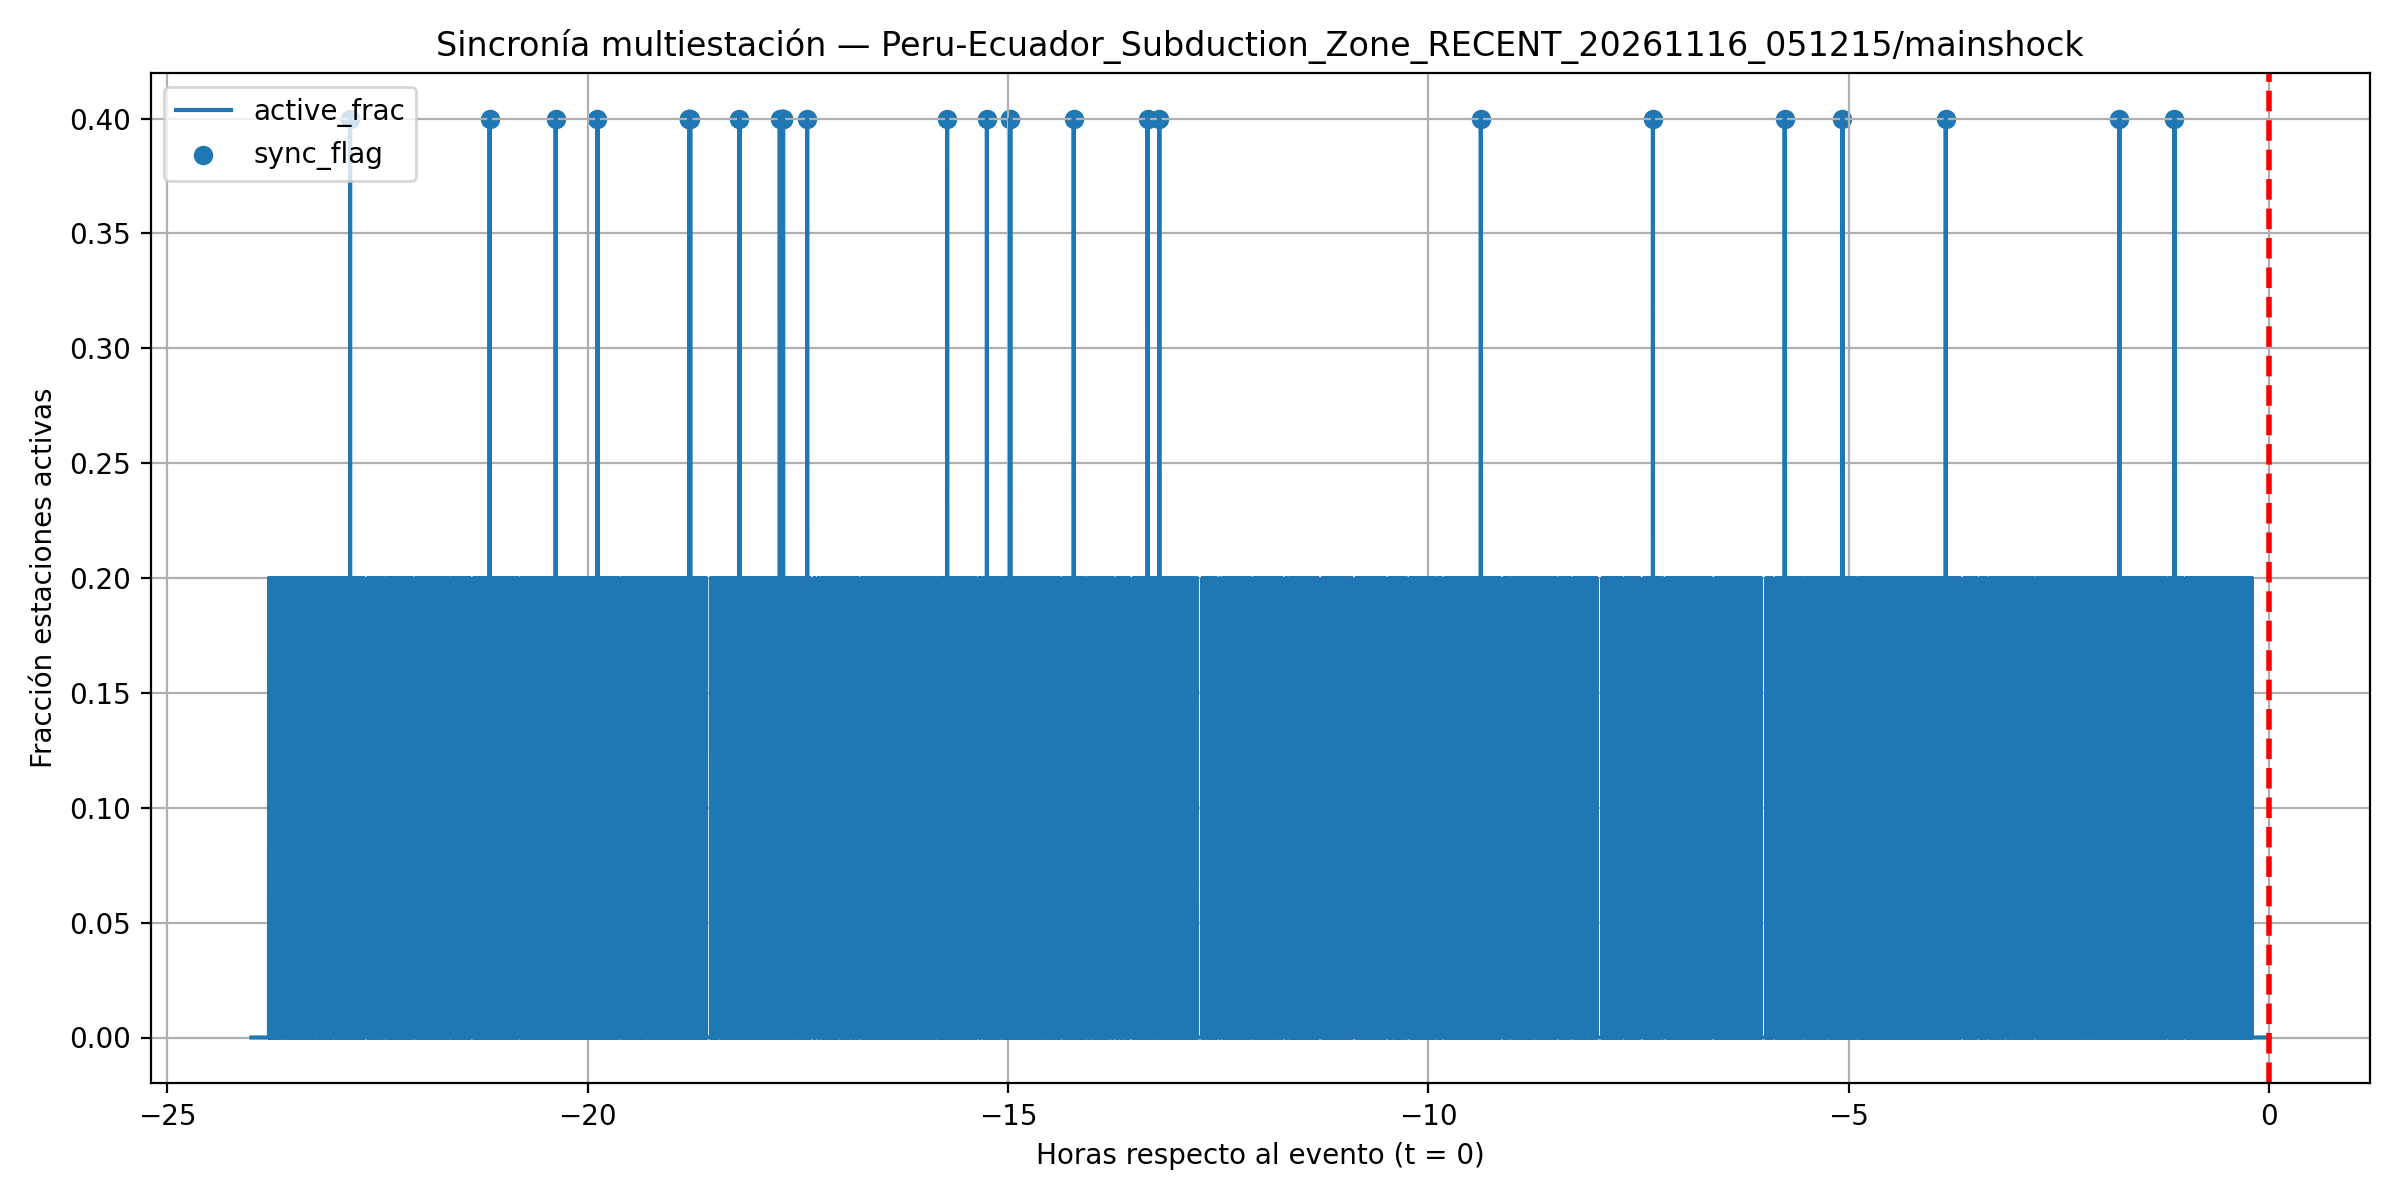 Sincronía multiestación — Peru-Ecuador_Subduction_Zone_RECENT_20261116_051215/mainshock
active_frac
sync_flag
Fracción estaciones activas
0.40
0.35
0.30
0.25
0.20
0.15
0.10
0.05
0.00
−25 −20 −15 −10 −5 0
Horas respecto al evento (t = 0)